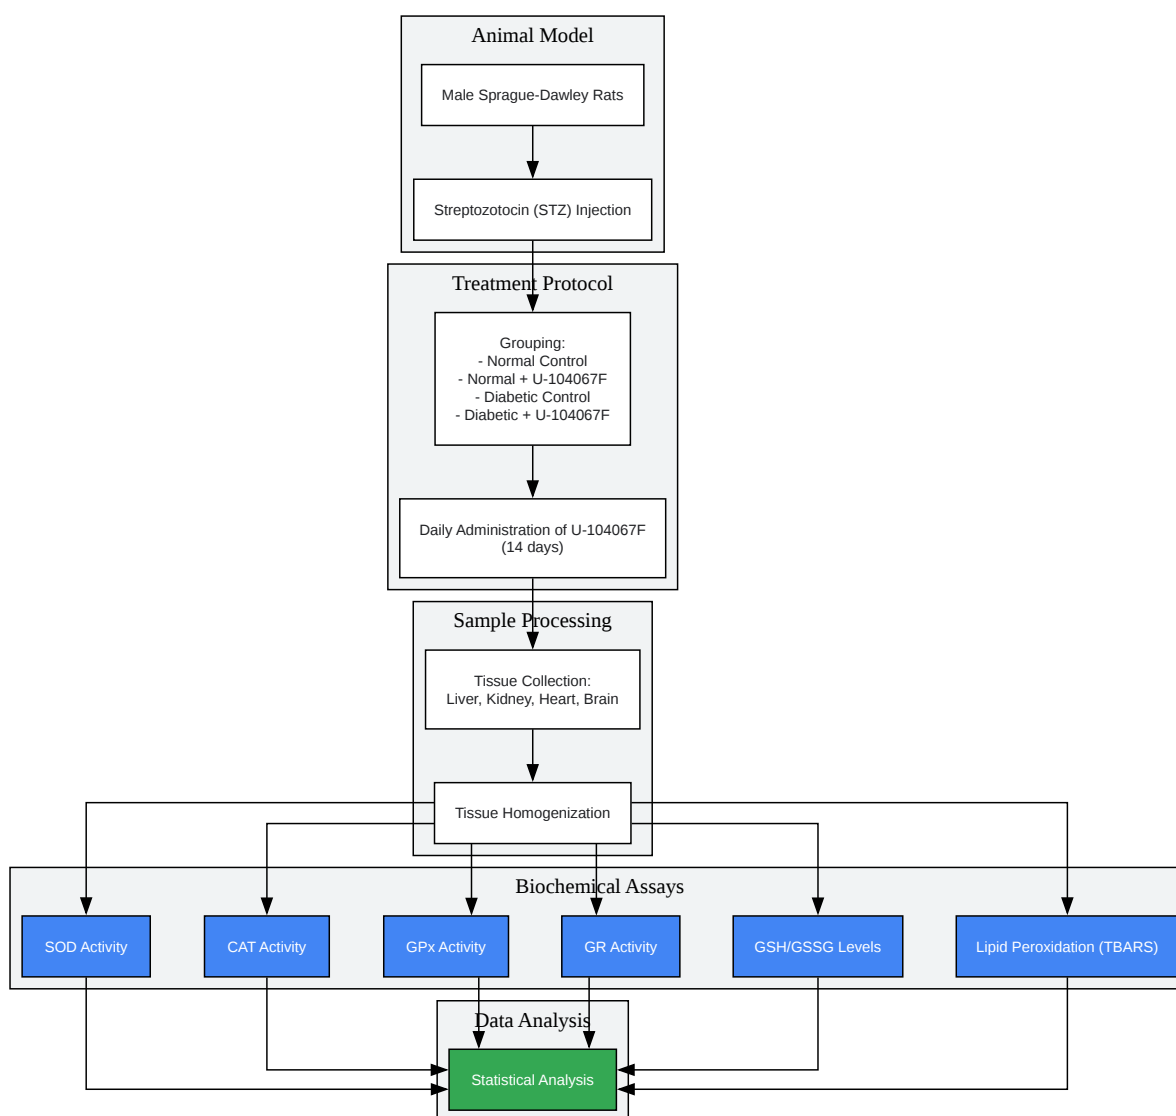 Animal Model
Male Sprague-Dawley Rats
Streptozotocin (STZ) Injection
Treatment Protocol
Grouping:
- Normal Control
- Normal + U-104067F
- Diabetic Control
- Diabetic + U-104067F
Daily Administration of U-104067F
(14 days)
Sample Processing
Tissue Collection:
Liver, Kidney, Heart, Brain
Tissue Homogenization
Biochemical Assays
SOD Activity
CAT Activity
GPx Activity
GR Activity
GSH/GSSG Levels
Lipid Peroxidation (TBARS)
Data Analysis
Statistical Analysis